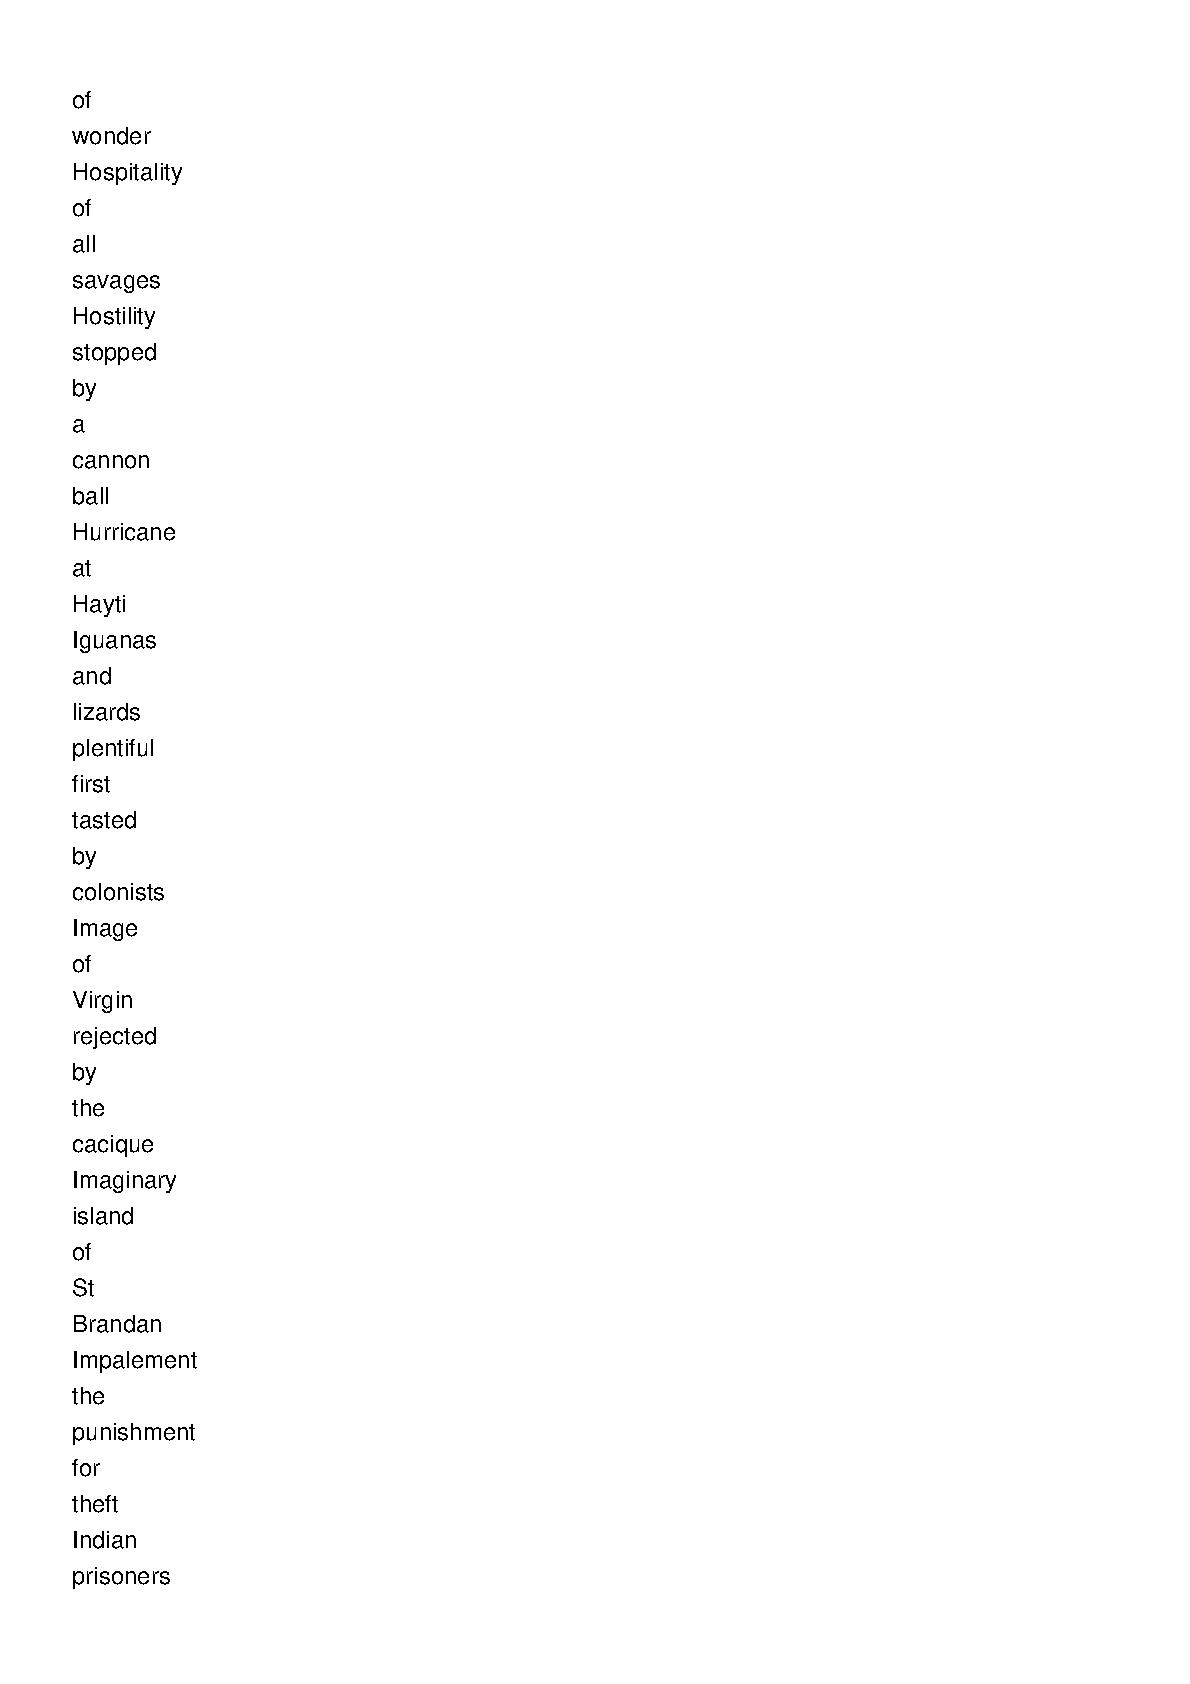 of
wonder
Hospitality
of
all
savages
Hostility
stopped
by
a
cannon
ball
Hurricane
at
Hayti
Iguanas
and
lizards
plentiful
first
tasted
by
colonists
Image
of
Virgin
rejected
by
the
cacique
Imaginary
island
of
St
Brandan
Impalement
the
punishment
for
theft
Indian
prisoners